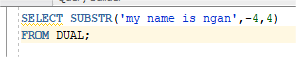 SELECT SUBSTR('my name is ngan',-4,4)
FROM DUAL;